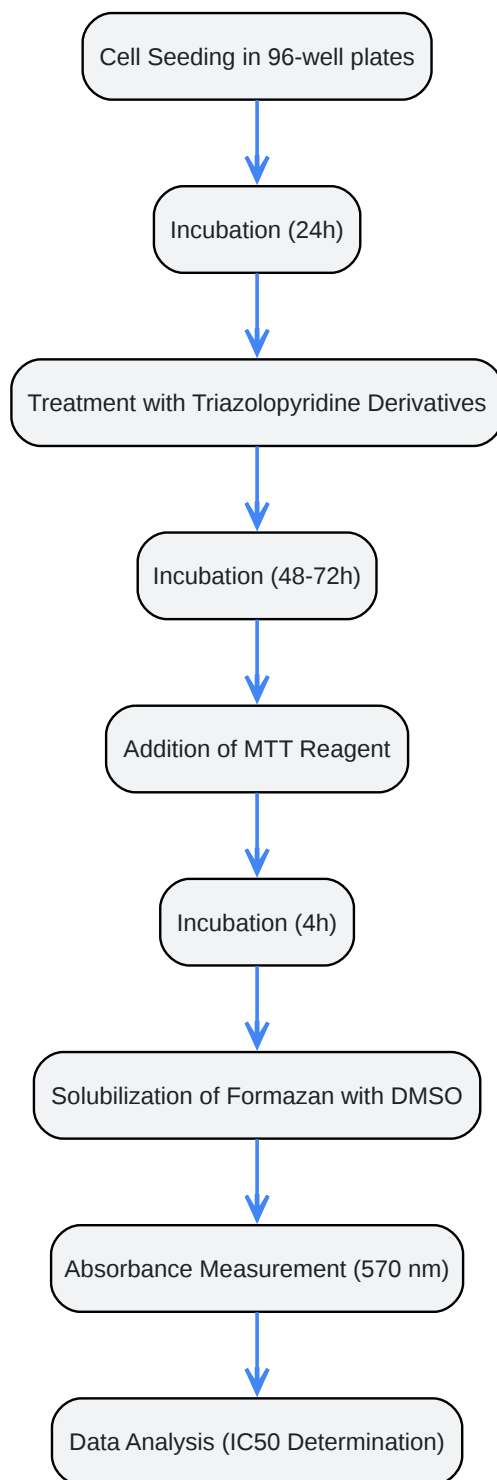 Cell Seeding in 96-well plates
Incubation (24h)
Treatment with Triazolopyridine Derivatives
Incubation (48-72h)
Addition of MTT Reagent
Incubation (4h)
Solubilization of Formazan with DMSO
Absorbance Measurement (570 nm)
Data Analysis (IC50 Determination)